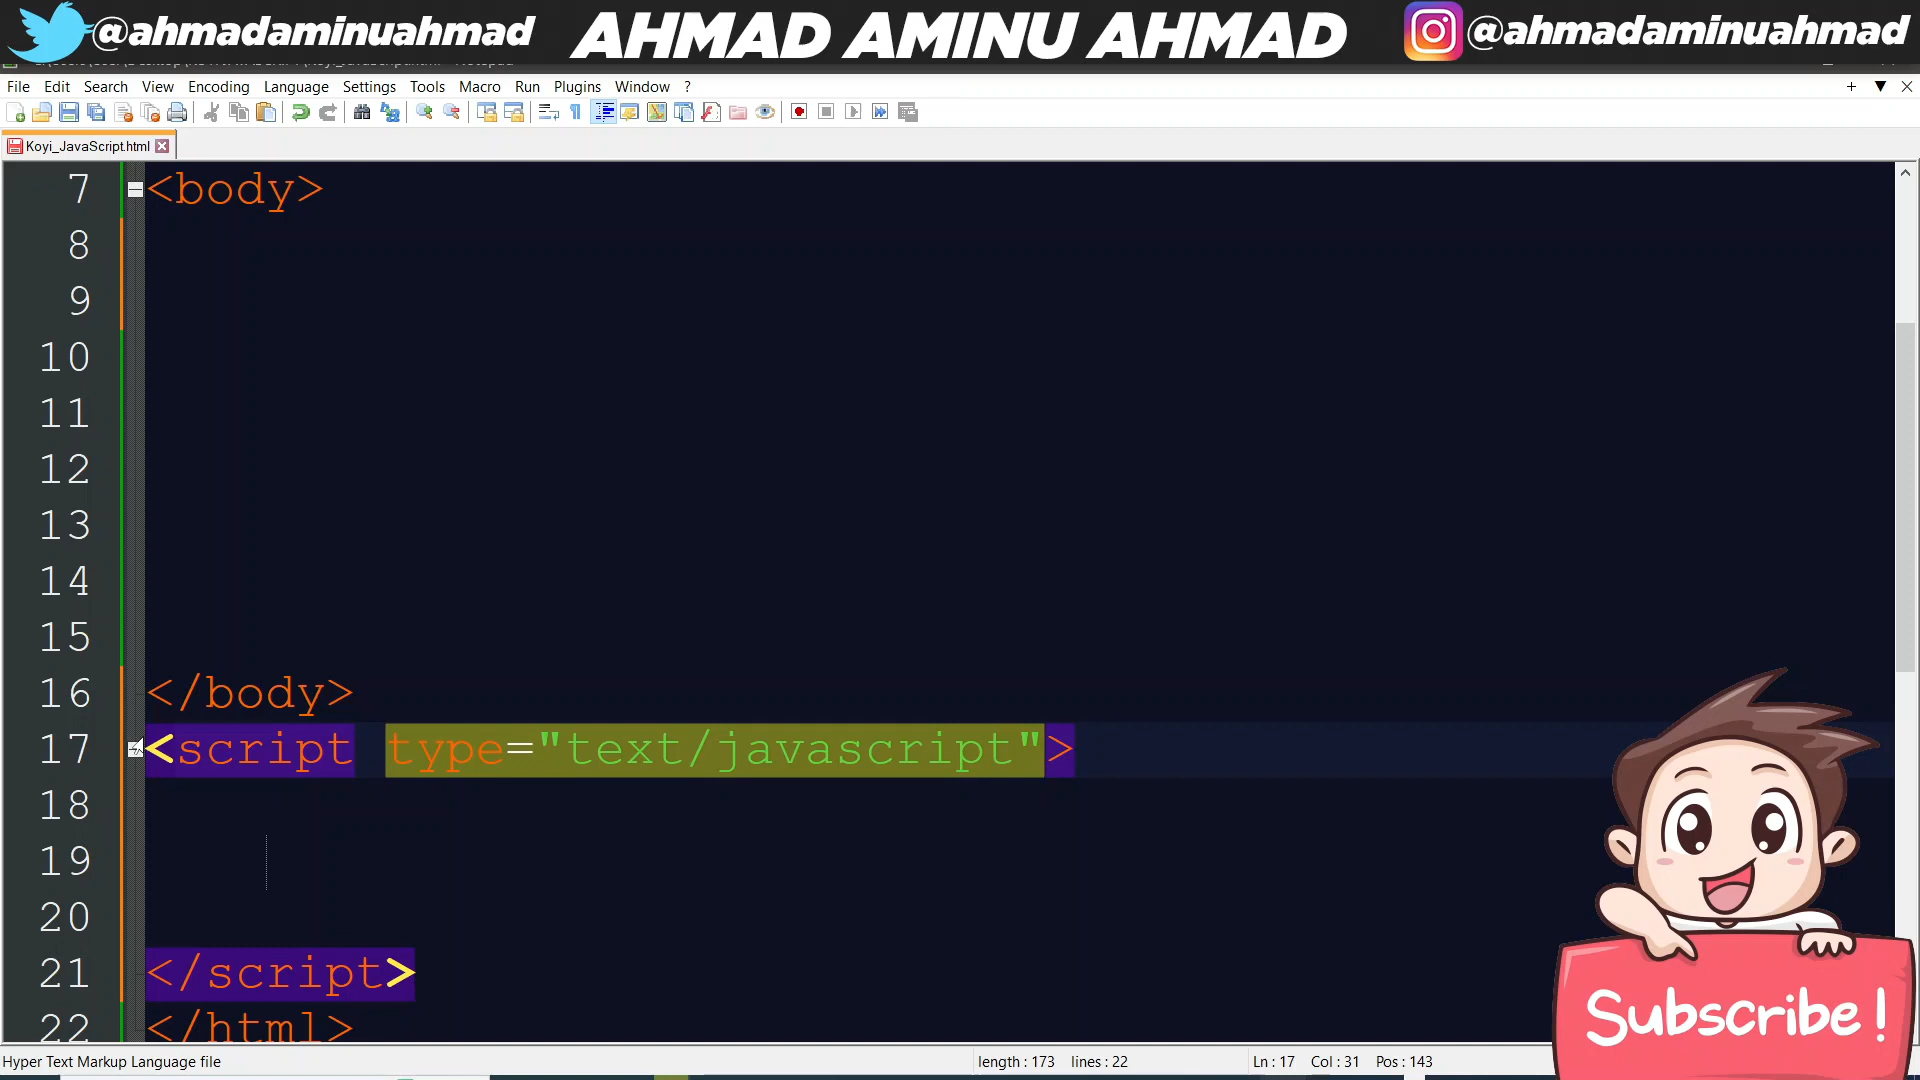 @ahmadaminuahmad AHMAD AMINU AHMAD @ahmadaminuahmad
File Edit Search View Encoding Language Settings Tools Macro Run Plugins Window ?
Koyi_JavaScript.html
7 <body>
8
9
10
11
12
13
14
15
16 </body>
17 <script type="text/javascript">
18
19
20
21 </script>
22 </html>
Subscribe!
Hyper Text Markup Language file length : 173 lines : 22 Ln : 17 Col : 31 Pos : 143